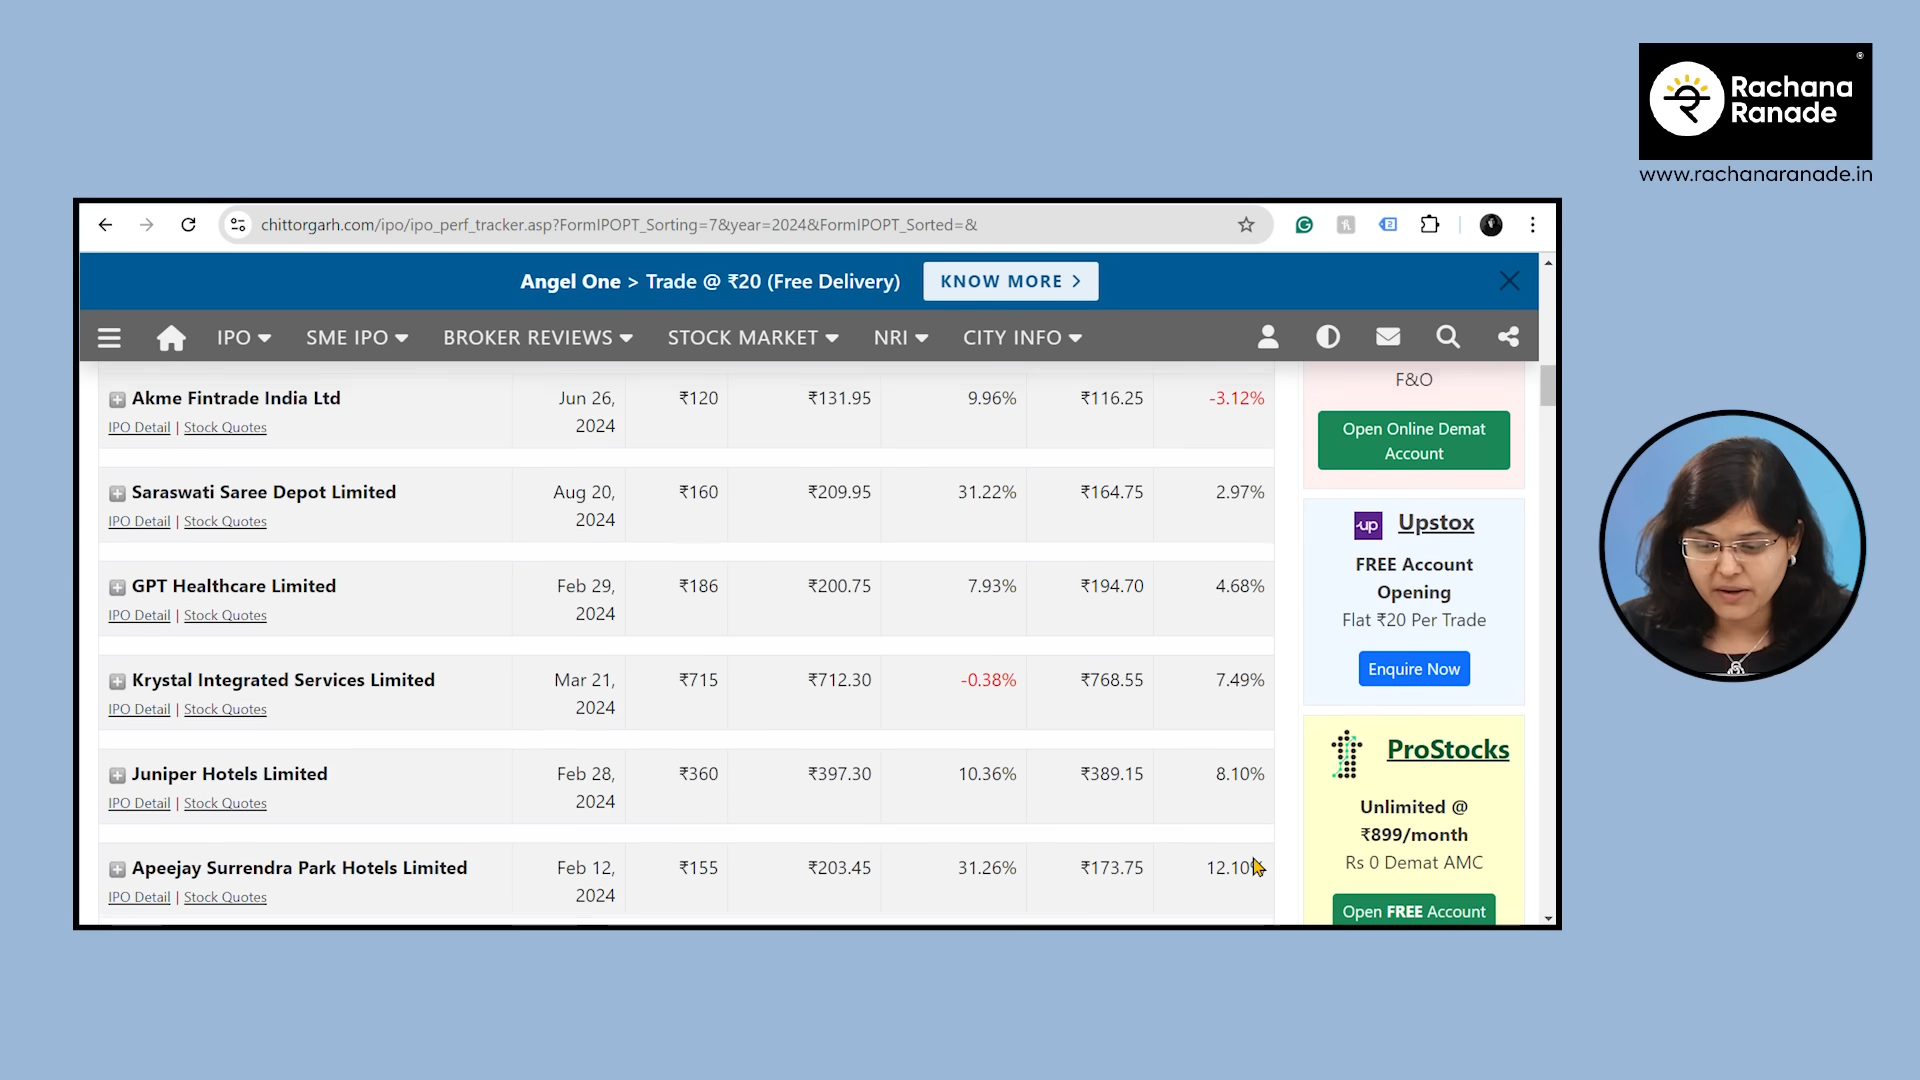 Rachana
Ranade
®
www.rachanaranade.in
chittorgarh.com/ipo/ipo_perf_tracker.asp?FormIPOPT_Sorting=7&year=2024&FormIPOPT_Sorted=&
Angel One > Trade @ ₹20 (Free Delivery) KNOW MORE >
IPO SME IPO BROKER REVIEWS STOCK MARKET NRI CITY INFO
Akme Fintrade India Ltd Jun 26, ₹120 ₹131.95 9.96% ₹116.25 -3.12%
IPO Detail | Stock Quotes 2024
Saraswati Saree Depot Limited Aug 20, ₹160 ₹209.95 31.22% ₹164.75 2.97%
IPO Detail | Stock Quotes 2024
GPT Healthcare Limited Feb 29, ₹186 ₹200.75 7.93% ₹194.70 4.68%
IPO Detail | Stock Quotes 2024
Krystal Integrated Services Limited Mar 21, ₹715 ₹712.30 -0.38% ₹768.55 7.49%
IPO Detail | Stock Quotes 2024
Juniper Hotels Limited Feb 28, ₹360 ₹397.30 10.36% ₹389.15 8.10%
IPO Detail | Stock Quotes 2024
Apeejay Surrendra Park Hotels Limited Feb 12, ₹155 ₹203.45 31.26% ₹173.75 12.10%
IPO Detail | Stock Quotes 2024
F&O
Open Online Demat
Account
up Upstox
FREE Account
Opening
Flat ₹20 Per Trade
Enquire Now
ProStocks
Unlimited @
₹899/month
Rs 0 Demat AMC
Open FREE Account